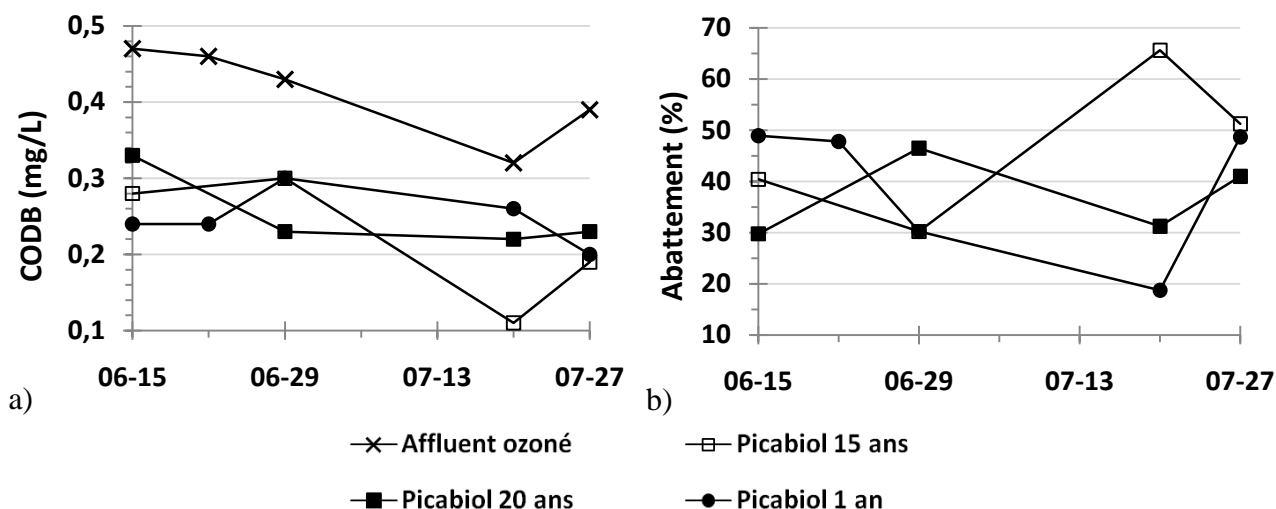 CODB (mg/L)
0,5
0,4
0,3
0,2
0,1
06-15
06-29
07-13
07-27
a)
Abattement (%)
70
60
50
40
30
20
10
06-15
06-29
07-13
07-27
b)
Affluent ozoné
Picabiol 15 ans
Picabiol 20 ans
Picabiol 1 an